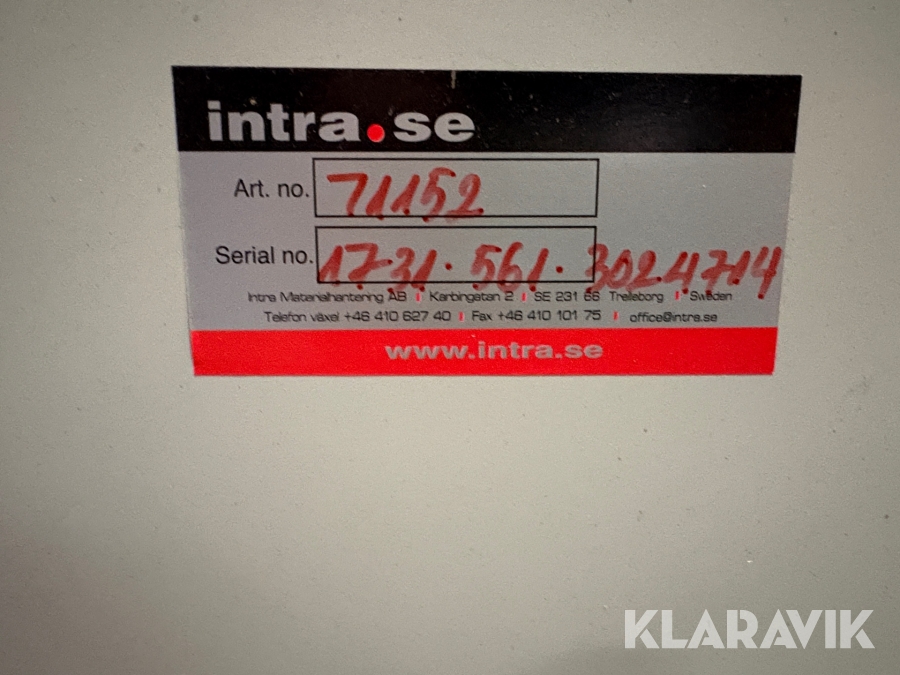 intra.se
Art. no. 71152
Serial no. 1731.561.3024714
Intra Materialhantering AB | Karbingatan 2 | SE 231 66 Trelleborg | Sweden
Telefon växel +46 410 627 40 | Fax +46 410 101 75 | office@intra.se
www.intra.se
KLARAVIK